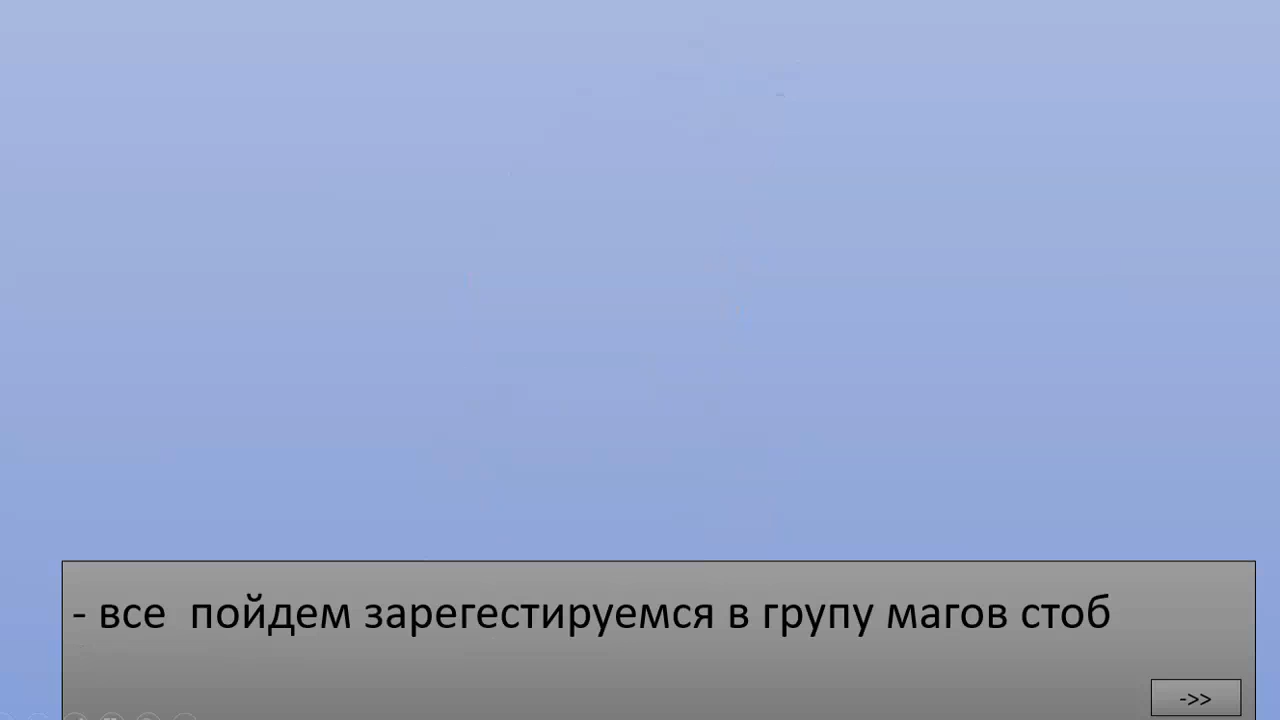 - все  пойдем зарегестируемся в групу магов стоб
->>